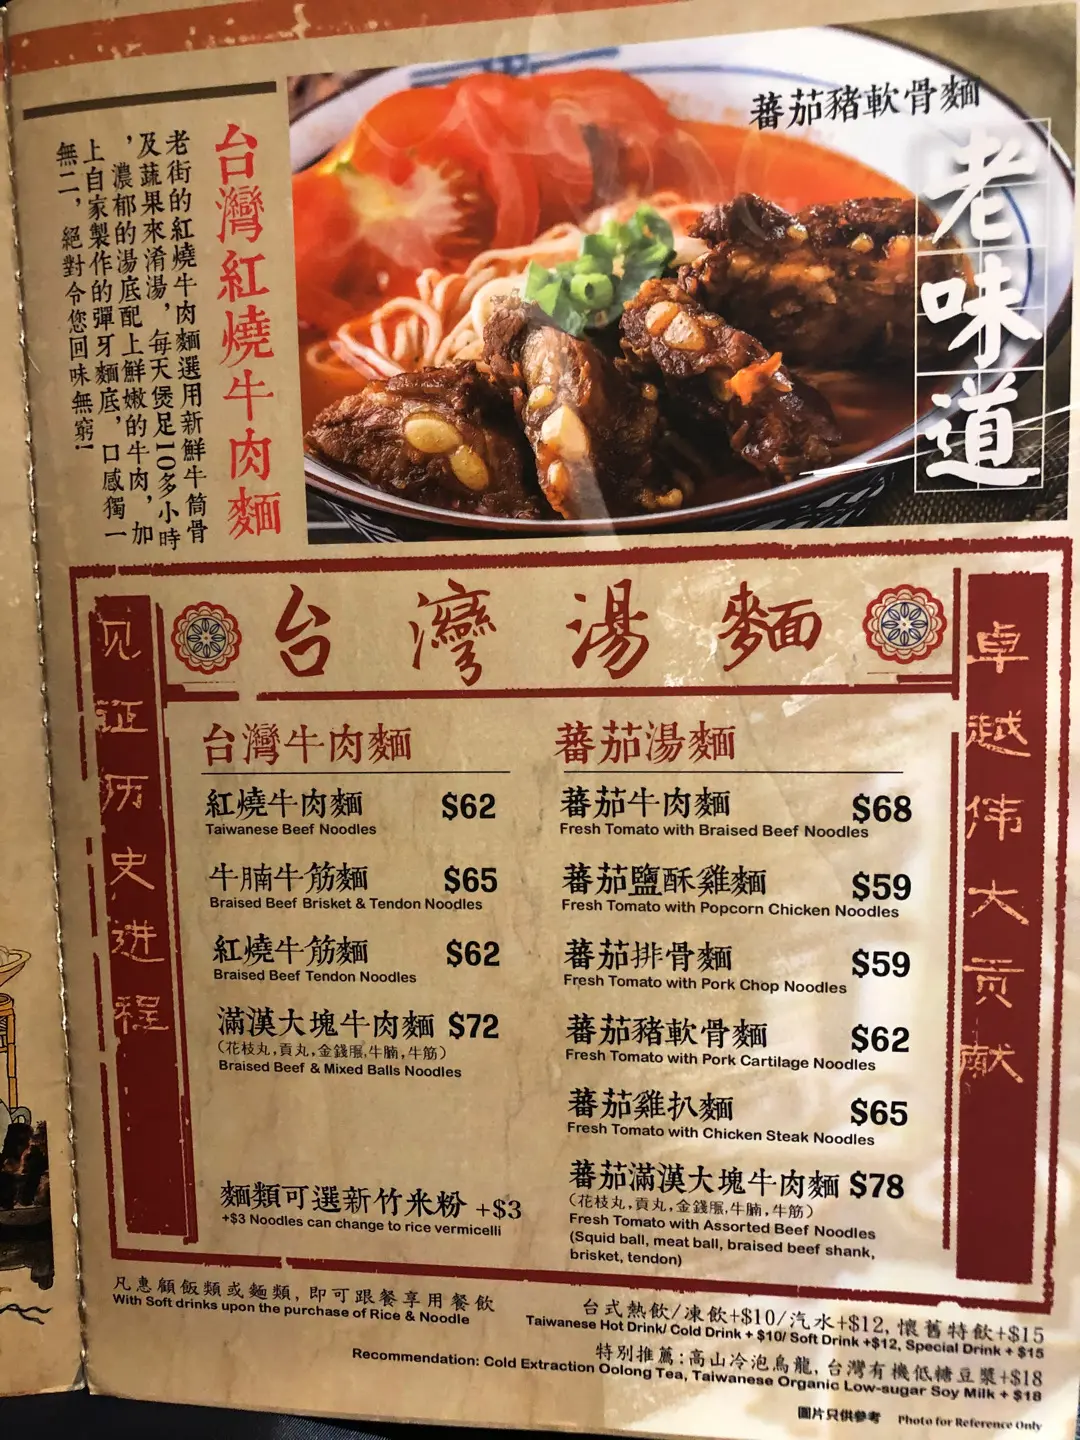 蕃茄豬軟骨麵
老味道
台灣紅燒牛肉麵
老街的紅燒牛肉麵選用新鮮牛筒骨
及蔬果來淆湯，每天煲足10多小時
，濃郁的湯底配上鮮嫩的牛肉，加
上自家製作的彈牙麵底，口感獨一
無二，絕對令您回味無窮!
台灣湯麵
见证历史进程
卓越伟大贡献
台灣牛肉麵
紅燒牛肉麵 $62
Taiwanese Beef Noodles
牛腩牛筋麵 $65
Braised Beef Brisket & Tendon Noodles
紅燒牛筋麵 $62
Braised Beef Tendon Noodles
滿漢大塊牛肉麵 $72
（花枝丸，貢丸，金錢𦟌，牛腩，牛筋）
Braised Beef & Mixed Balls Noodles
麵類可選新竹米粉 +$3
+$3 Noodles can change to rice vermicelli
蕃茄湯麵
蕃茄牛肉麵 $68
Fresh Tomato with Braised Beef Noodles
蕃茄鹽酥雞麵 $59
Fresh Tomato with Popcorn Chicken Noodles
蕃茄排骨麵 $59
Fresh Tomato with Pork Chop Noodles
蕃茄豬軟骨麵 $62
Fresh Tomato with Pork Cartilage Noodles
蕃茄雞扒麵 $65
Fresh Tomato with Chicken Steak Noodles
蕃茄滿漢大塊牛肉麵 $78
（花枝丸，貢丸，金錢𦟌，牛腩，牛筋）
Fresh Tomato with Assorted Beef Noodles
(Squid ball, meat ball, braised beef shank,
brisket, tendon)
凡惠顧飯類或麵類，即可跟餐享用餐飲
With Soft drinks upon the purchase of Rice & Noodle
台式熱飲/凍飲+$10/汽水+$12, 懷舊特飲+$15
Taiwanese Hot Drink/ Cold Drink + $10/ Soft Drink +$12, Special Drink + $15
特別推薦:高山冷泡烏龍, 台灣有機低糖豆漿+$18
Recommendation: Cold Extraction Oolong Tea, Taiwanese Organic Low-sugar Soy Milk + $18
圖片只供參考 Photo for Reference Only